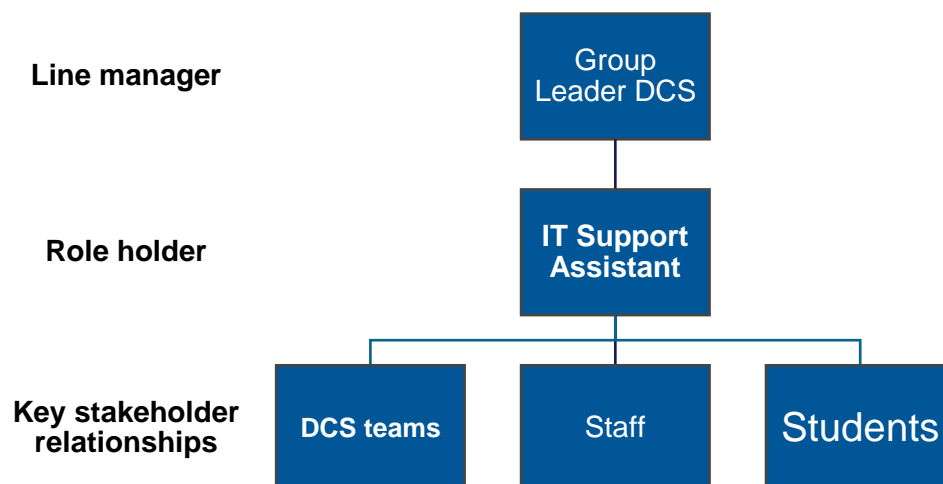 Line manager
Group
Leader DCS
Role holder
IT Support
Assistant
Key stakeholder
relationships
DCS teams
Staff
Students